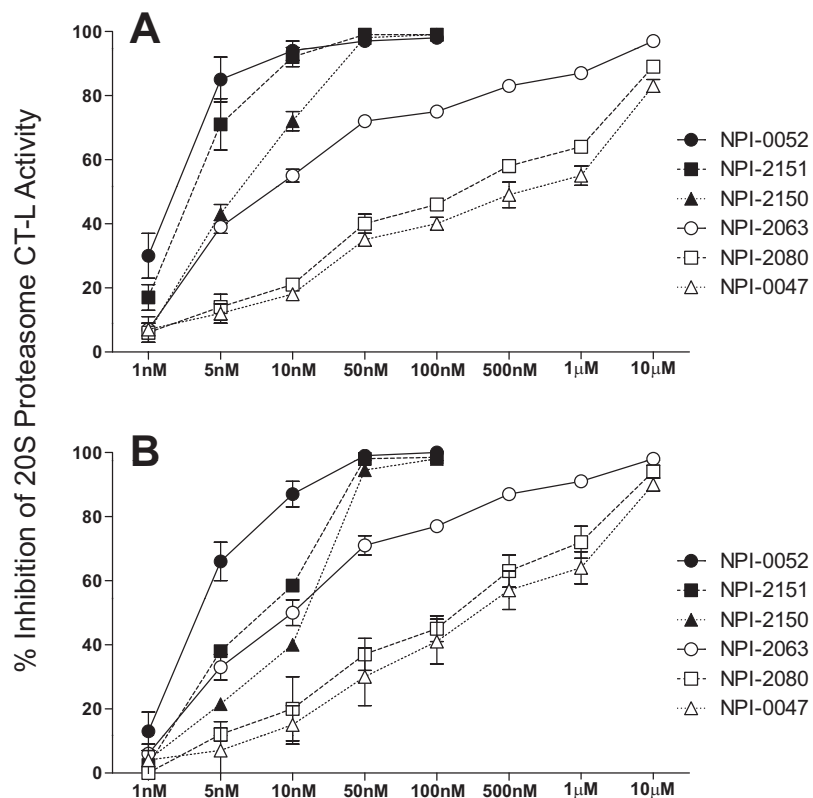 % Inhibition of 20S Proteasome CT-L Activity
A
100
80
60
40
20
0
1nM 5nM 10nM 50nM 100nM 500nM 1μM 10μM
NPI-0052
NPI-2151
NPI-2150
NPI-2063
NPI-2080
NPI-0047
B
100
80
60
40
20
0
1nM 5nM 10nM 50nM 100nM 500nM 1μM 10μM
NPI-0052
NPI-2151
NPI-2150
NPI-2063
NPI-2080
NPI-0047